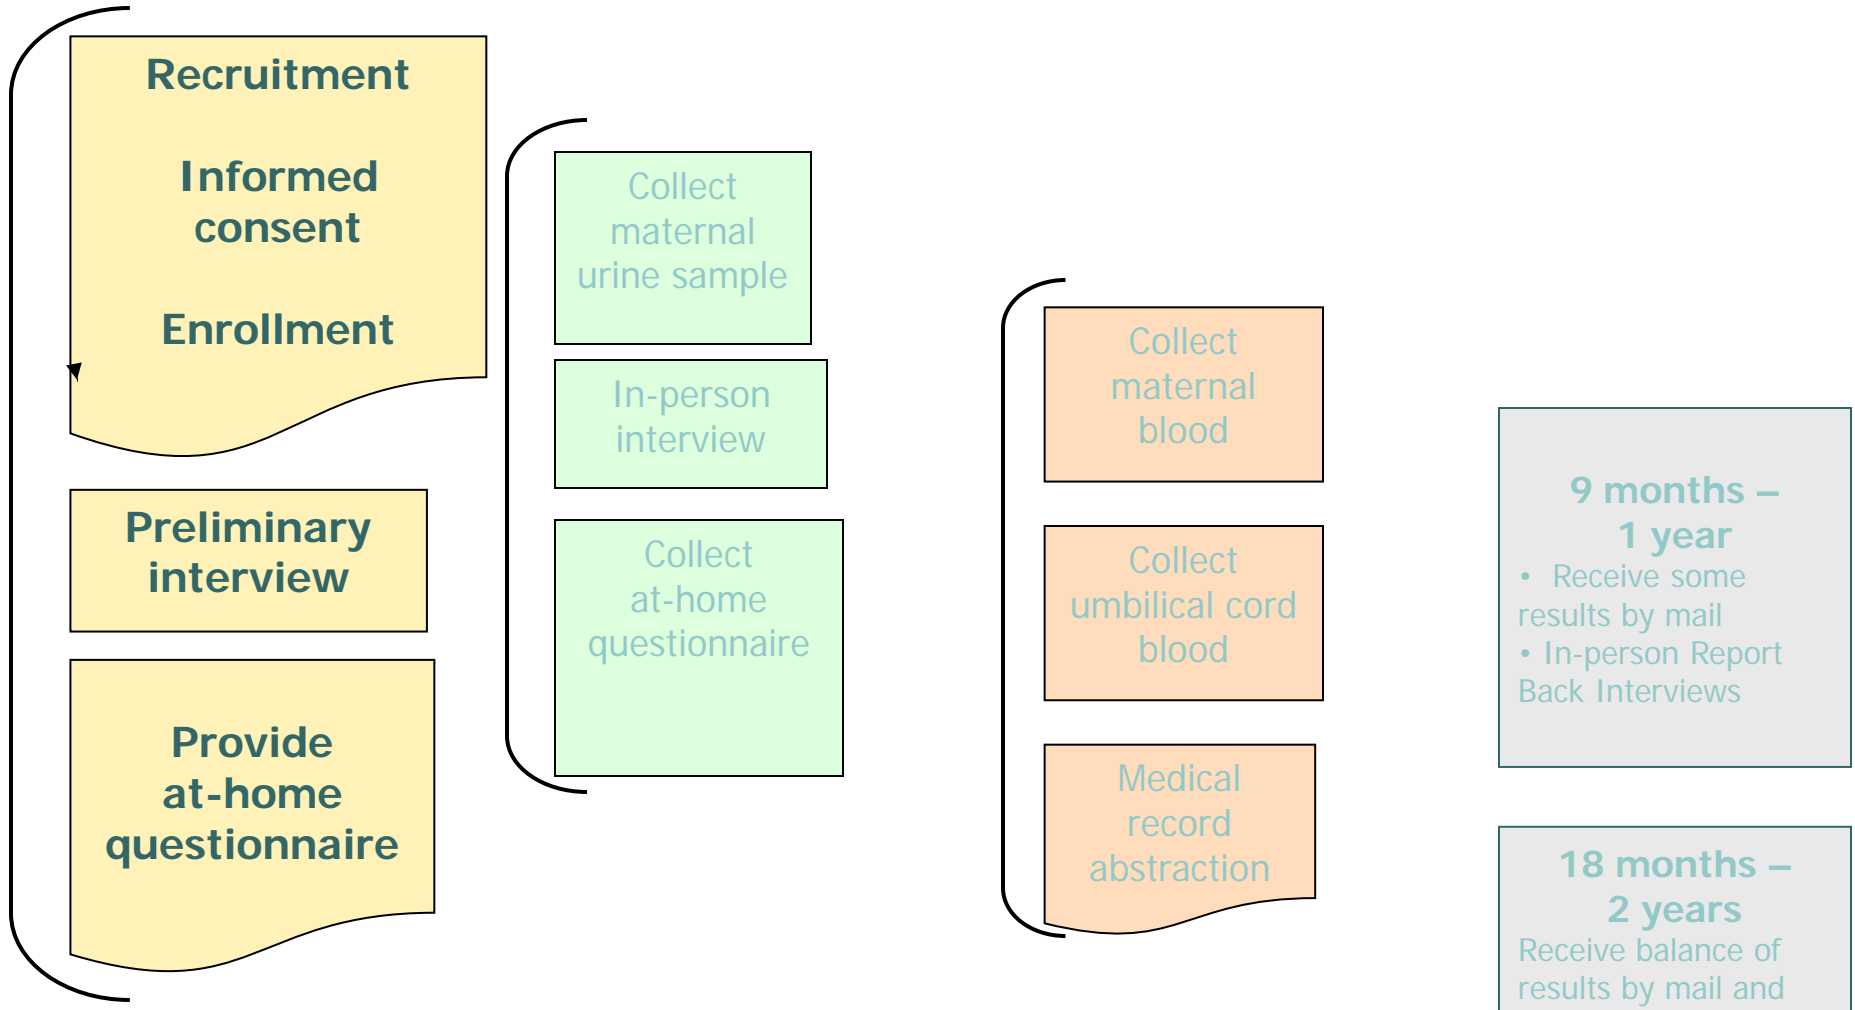 Recruitment
Informed
consent
Enrollment
Preliminary
interview
Provide
at-home
questionnaire
Collect
maternal
urine sample
In-person
interview
Collect
at-home
questionnaire
Collect
maternal
blood
Collect
umbilical cord
blood
Medical
record
abstraction
9 months –
1 year
• Receive some
results by mail
• In-person Report
Back Interviews
18 months –
2 years
Receive balance of
results by mail and